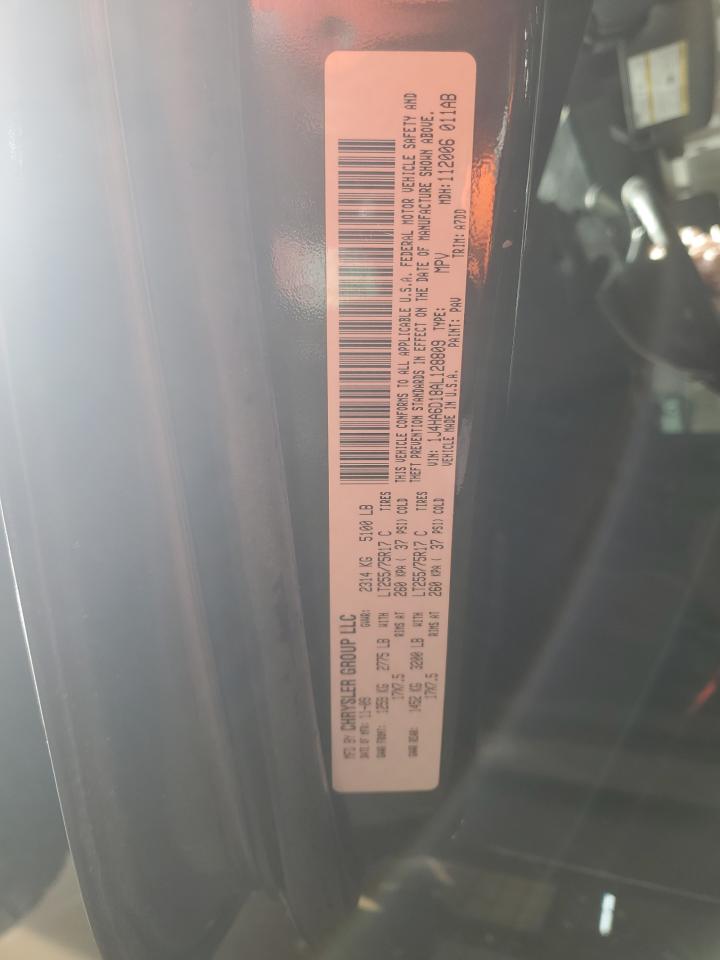 MFD BY CHRYSLER GROUP LLC
DATE OF MFR: 11-09 GVWR: 2314 KG 5100 LB
GAWR FRONT: 1259 KG 2775 LB WITH LT255/75R17 C TIRES
17X7.5 RIMS AT 260 KPA ( 37 PSI) COLD
GAWR REAR: 1452 KG 3200 LB WITH LT255/75R17 C TIRES
17X7.5 RIMS AT 260 KPA ( 37 PSI) COLD
THIS VEHICLE CONFORMS TO ALL APPLICABLE U.S.A. FEDERAL MOTOR VEHICLE SAFETY AND
THEFT PREVENTION STANDARDS IN EFFECT ON THE DATE OF MANUFACTURE SHOWN ABOVE.
VIN: 1J4HA6D18AL128809 TYPE: MPV MDH: 112006 011AB
VEHICLE MADE IN U.S.A. PAINT: PAV TRIM: A7DD